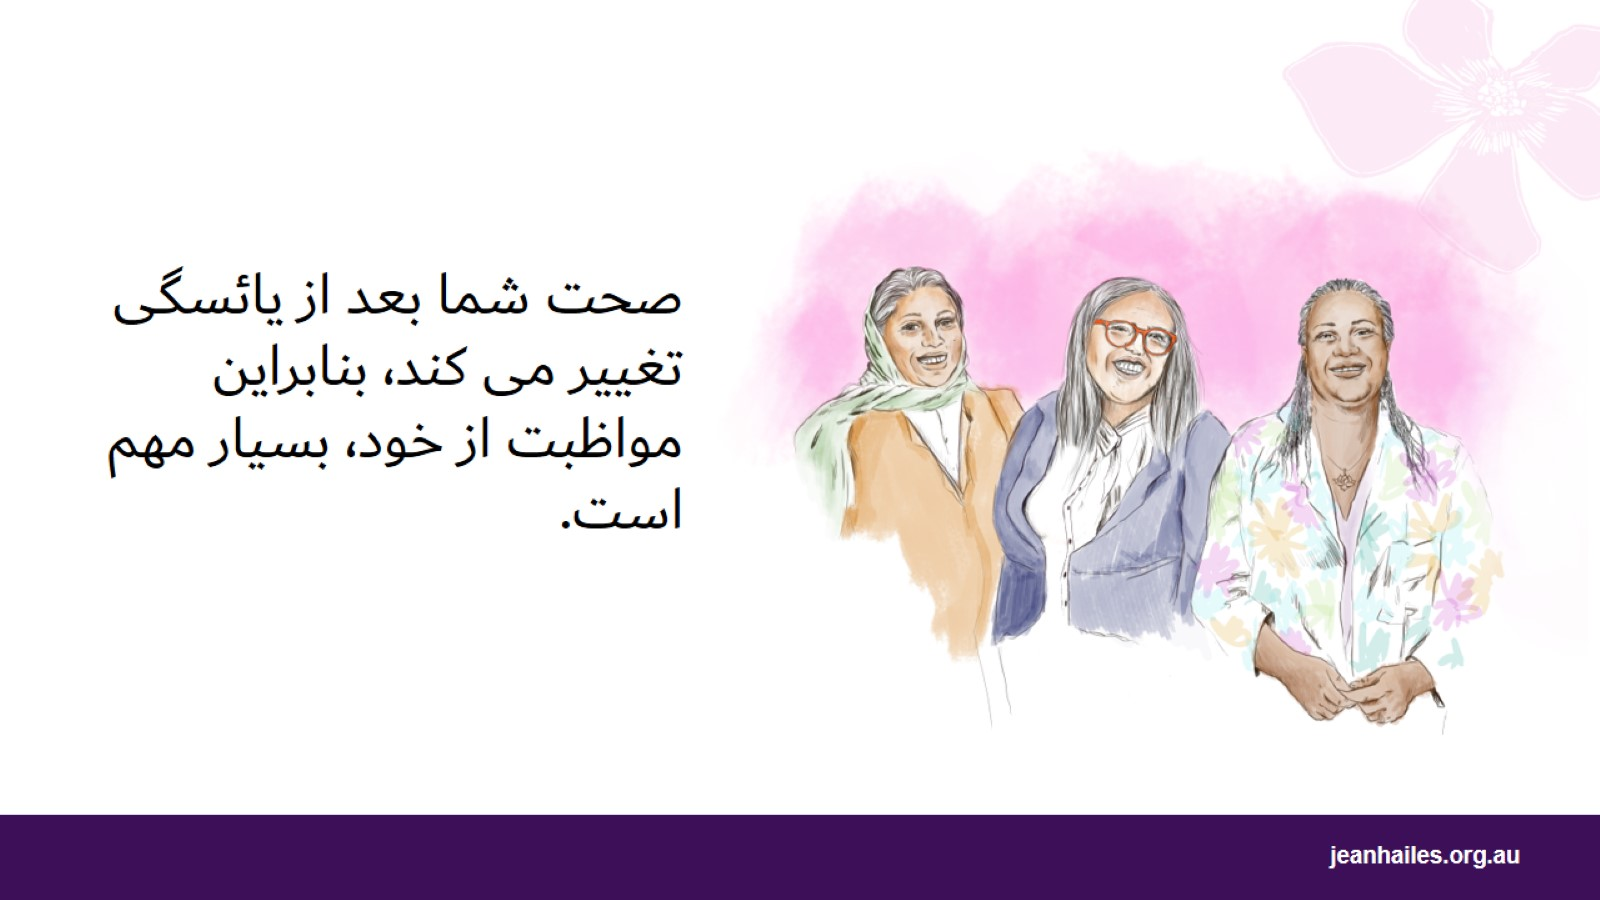 صحت شما بعد از یائسگی
تغییر می کند، بنابراین
مواظبت از خود، بسیار مهم
است.
jeanhailes.org.au